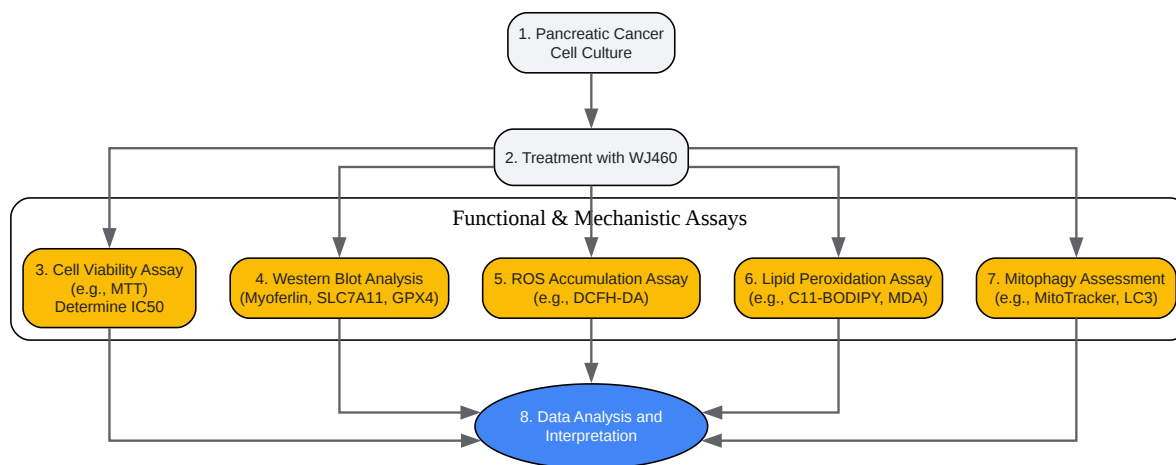 1. Pancreatic Cancer
Cell Culture
2. Treatment with WJ460
Functional & Mechanistic Assays
3. Cell Viability Assay
(e.g., MTT)
Determine IC50
4. Western Blot Analysis
(Myoferlin, SLC7A11, GPX4)
5. ROS Accumulation Assay
(e.g., DCFH-DA)
6. Lipid Peroxidation Assay
(e.g., C11-BODIPY, MDA)
7. Mitophagy Assessment
(e.g., MitoTracker, LC3)
8. Data Analysis and
Interpretation